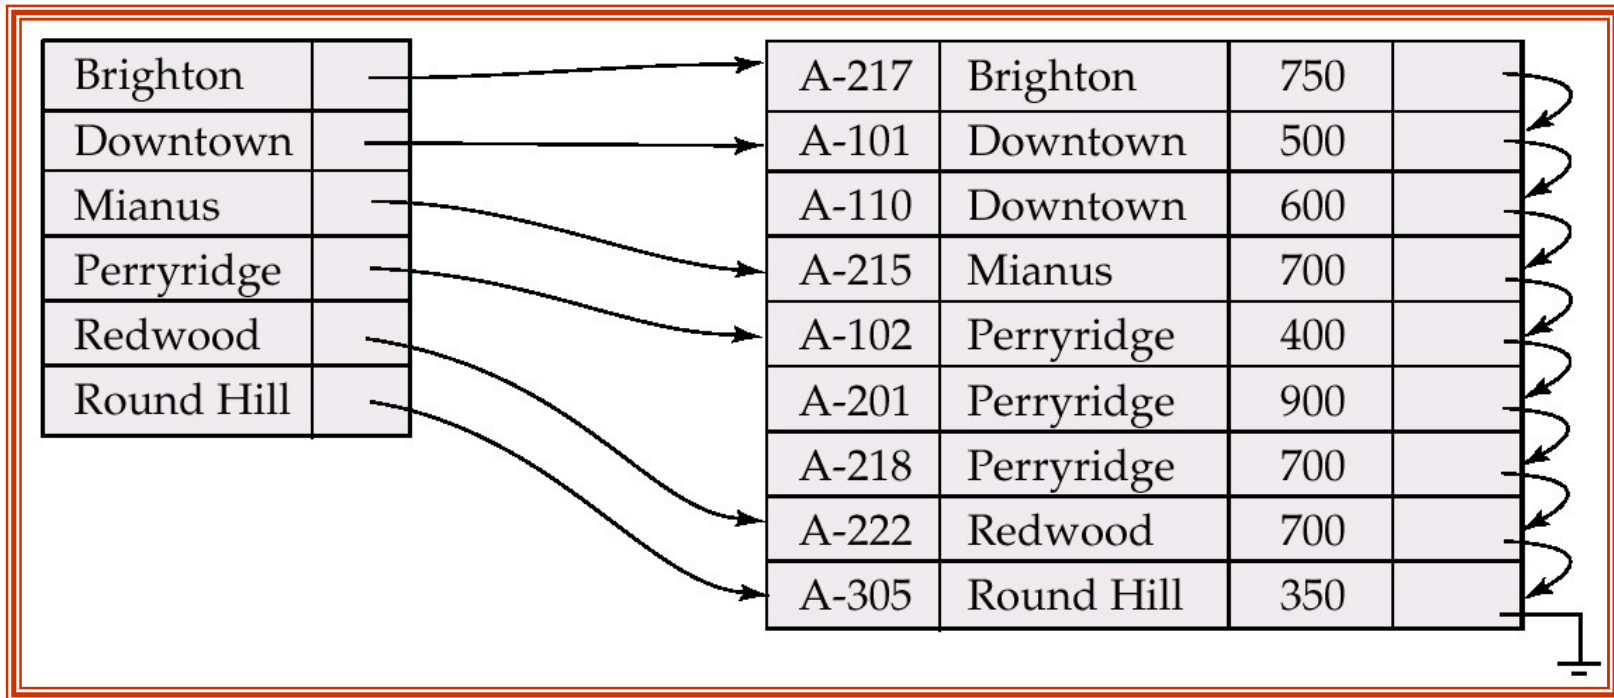 Brighton
Downtown
Mianus
Perryridge
Redwood
Round Hill
A-217 Brighton 750
A-101 Downtown 500
A-110 Downtown 600
A-215 Mianus 700
A-102 Perryridge 400
A-201 Perryridge 900
A-218 Perryridge 700
A-222 Redwood 700
A-305 Round Hill 350